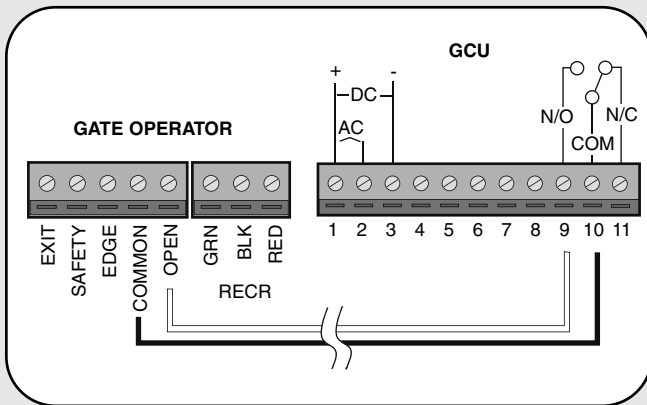 GCU
+ -
DC
AC
N/O N/C
COM
GATE OPERATOR
EXIT SAFETY EDGE COMMON OPEN GRN BLK RED
1 2 3 4 5 6 7 8 9 10 11
RECR